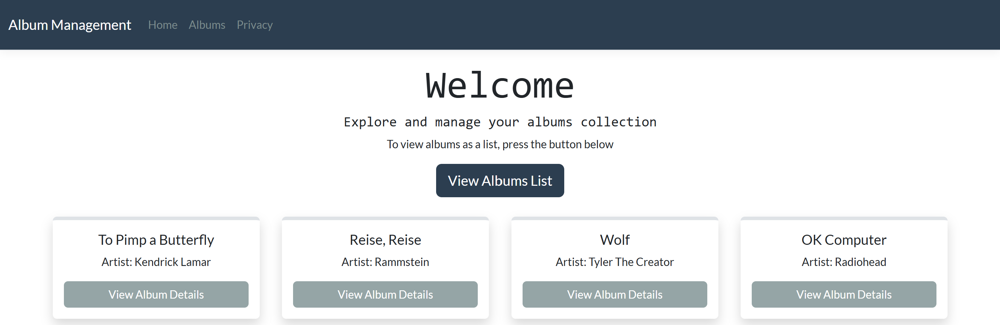 Album Management Home Albums Privacy
Welcome
Explore and manage your albums collection
To view albums as a list, press the button below
View Albums List
To Pimp a Butterfly
Artist: Kendrick Lamar
View Album Details
Reise, Reise
Artist: Rammstein
View Album Details
Wolf
Artist: Tyler The Creator
View Album Details
OK Computer
Artist: Radiohead
View Album Details